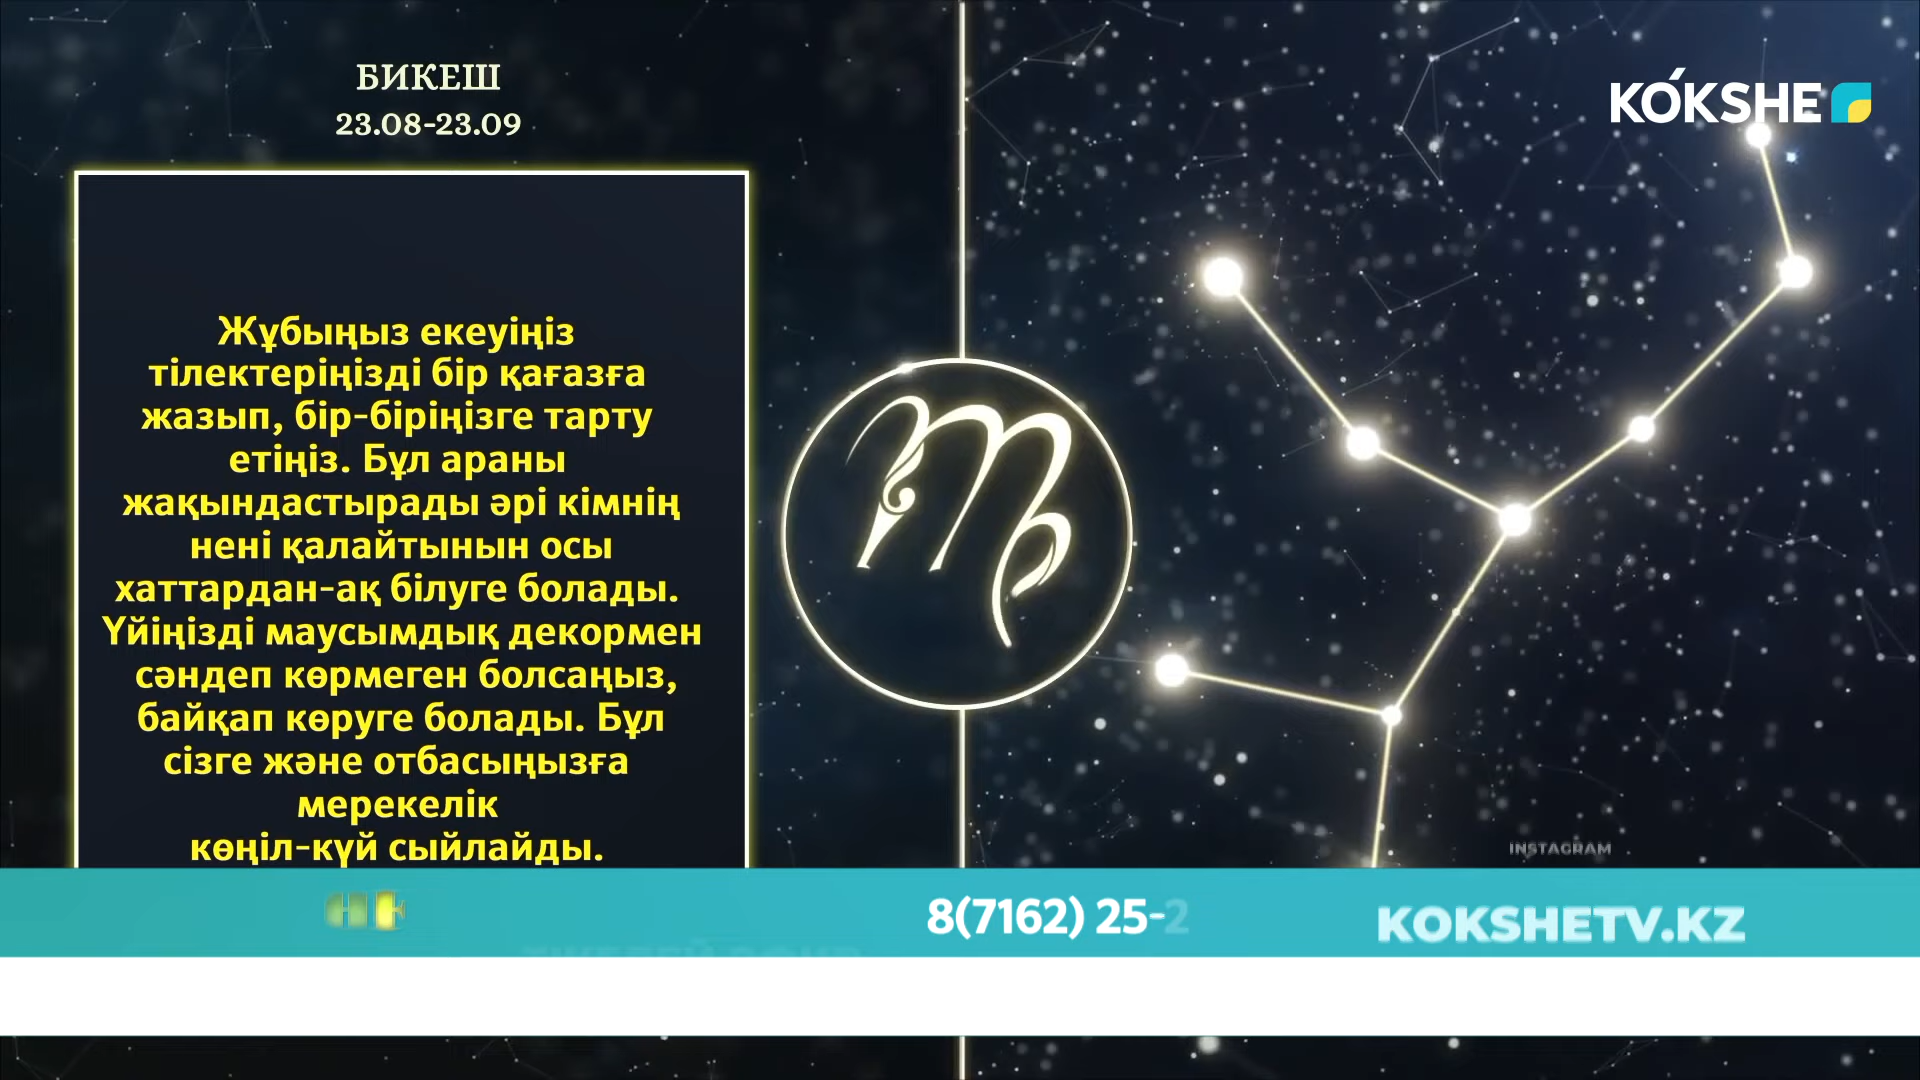 БИКЕШ
23.08-23.09
KÓKSHE
Жұбыңыз екеуіңіз
тілектеріңізді бір қағазға
жазып, бір-біріңізге тарту
етіңіз. Бұл араны
жақындастырады әрі кімнің
нені қалайтынын осы
хаттардан-ақ білуге болады.
Үйіңізді маусымдық декормен
сәндеп көрмеген болсаңыз,
байқап көруге болады. Бұл
сізге және отбасыңызға
мерекелік
көңіл-күй сыйлайды.
INSTAGRAM
8(7162) 25-2
KOKSHETV.KZ